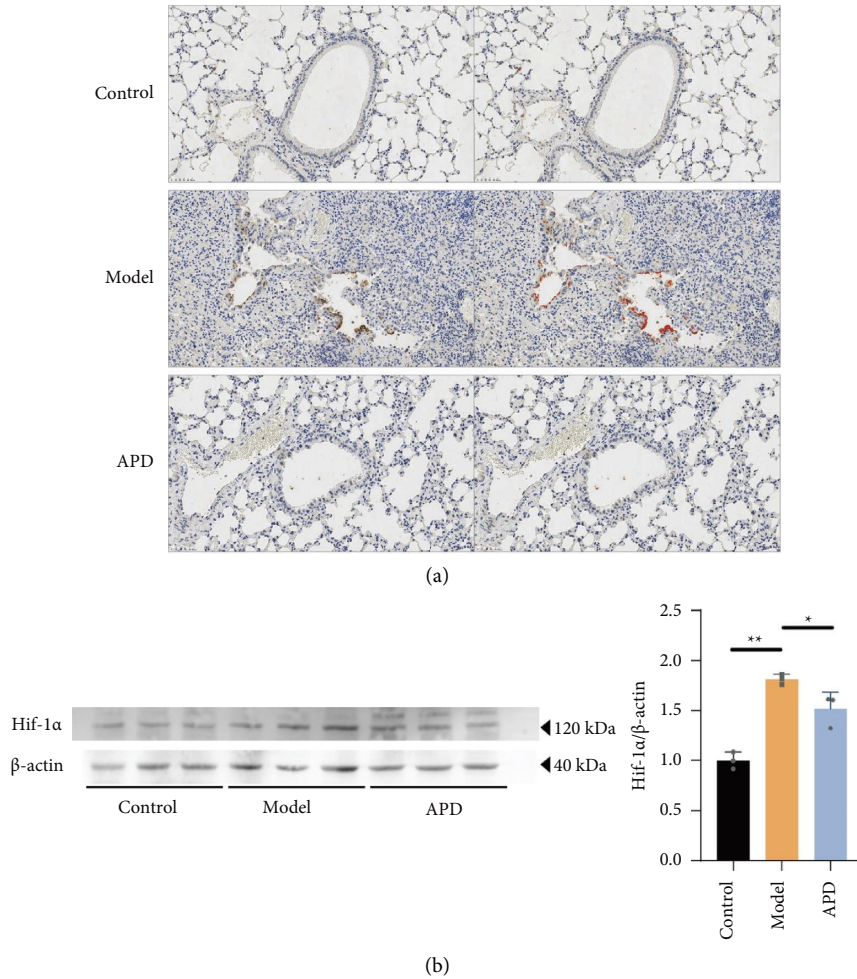 Control
Model
APD
(a)
Hif-1α
120 kDa
β-actin
40 kDa
Control Model APD
Hif-1α/β-actin
2.5
2.0
1.5
1.0
0.5
0.0
**
*
Control
Model
APD
(b)